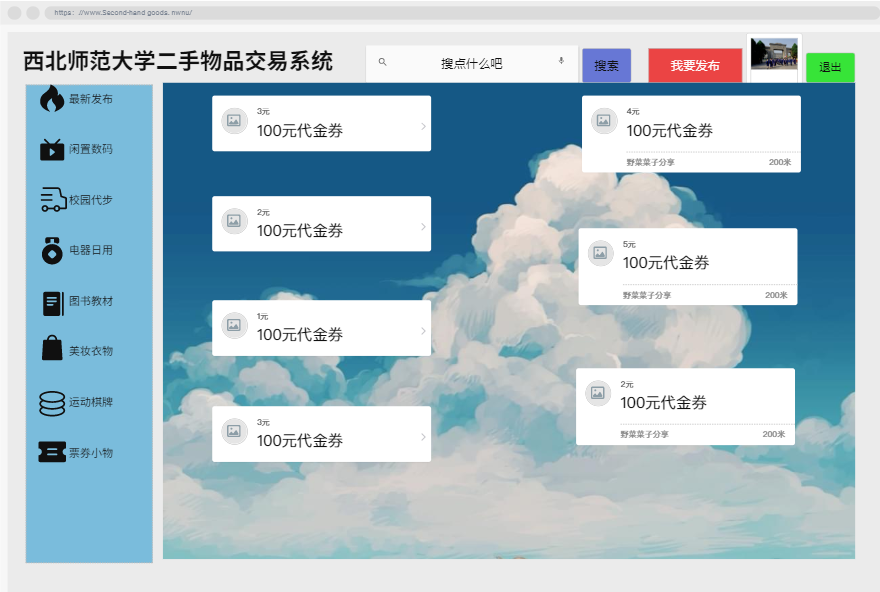 https: //www.Second-hand goods. nwnu/
西北师范大学二手物品交易系统
搜点什么吧
搜索
我要发布
退出
最新发布
闲置数码
校园代步
电器日用
图书教材
美妆衣物
运动棋牌
票券小物
3元
100元代金券
2元
100元代金券
1元
100元代金券
3元
100元代金券
4元
100元代金券
野菜菜子分享 200米
5元
100元代金券
野菜菜子分享 200米
2元
100元代金券
野菜菜子分享 200米